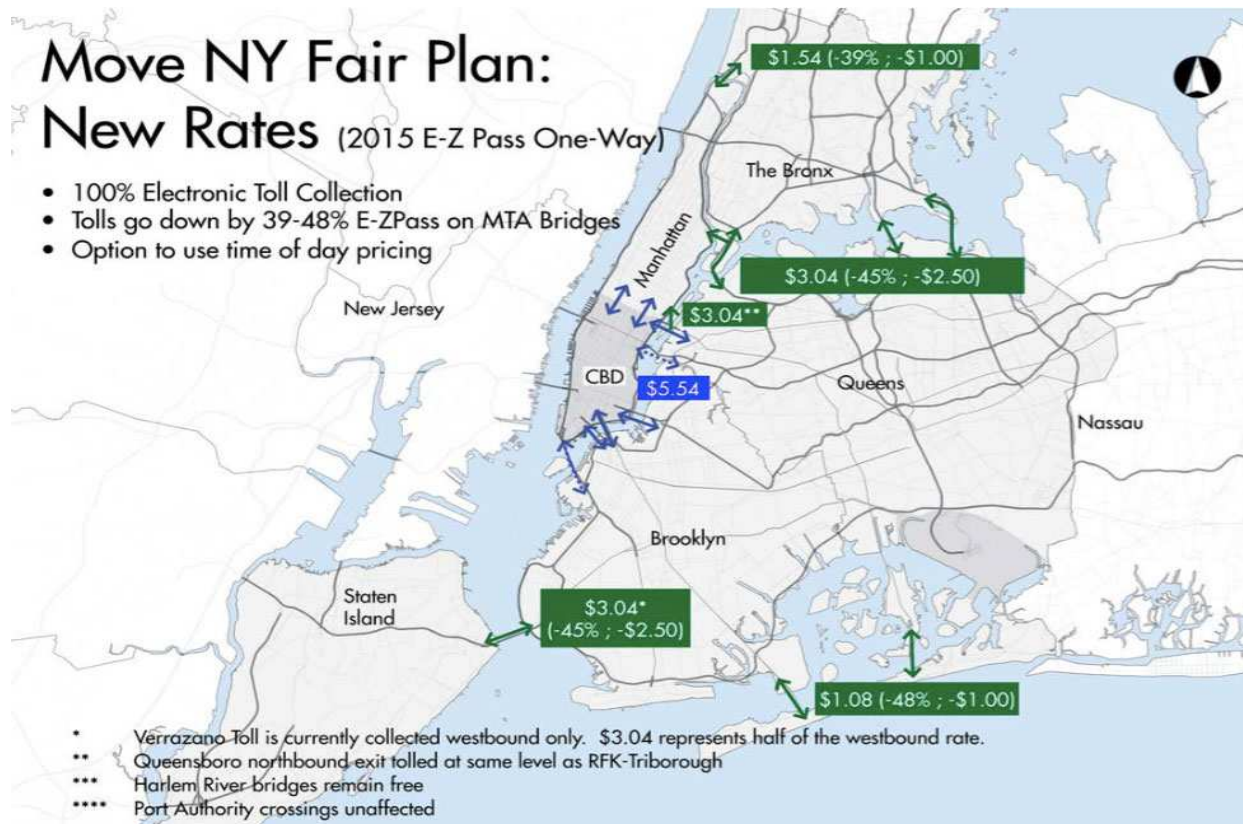 Move NY Fair Plan:
New Rates (2015 E-Z Pass One-Way)
• 100% Electronic Toll Collection
• Tolls go down by 39-48% E-ZPass on MTA Bridges
• Option to use time of day pricing
$1.54 (-39% ; -$1.00)
The Bronx
Manhattan
$3.04 (-45% ; -$2.50)
New Jersey
$3.04**
CBD
$5.54
Queens
Nassau
Brooklyn
Staten
Island
$3.04*
(-45% ; -$2.50)
$1.08 (-48% ; -$1.00)
* Verrazano Toll is currently collected westbound only. $3.04 represents half of the westbound rate.
** Queensboro northbound exit tolled at same level as RFK-Triborough
*** Harlem River bridges remain free
**** Port Authority crossings unaffected